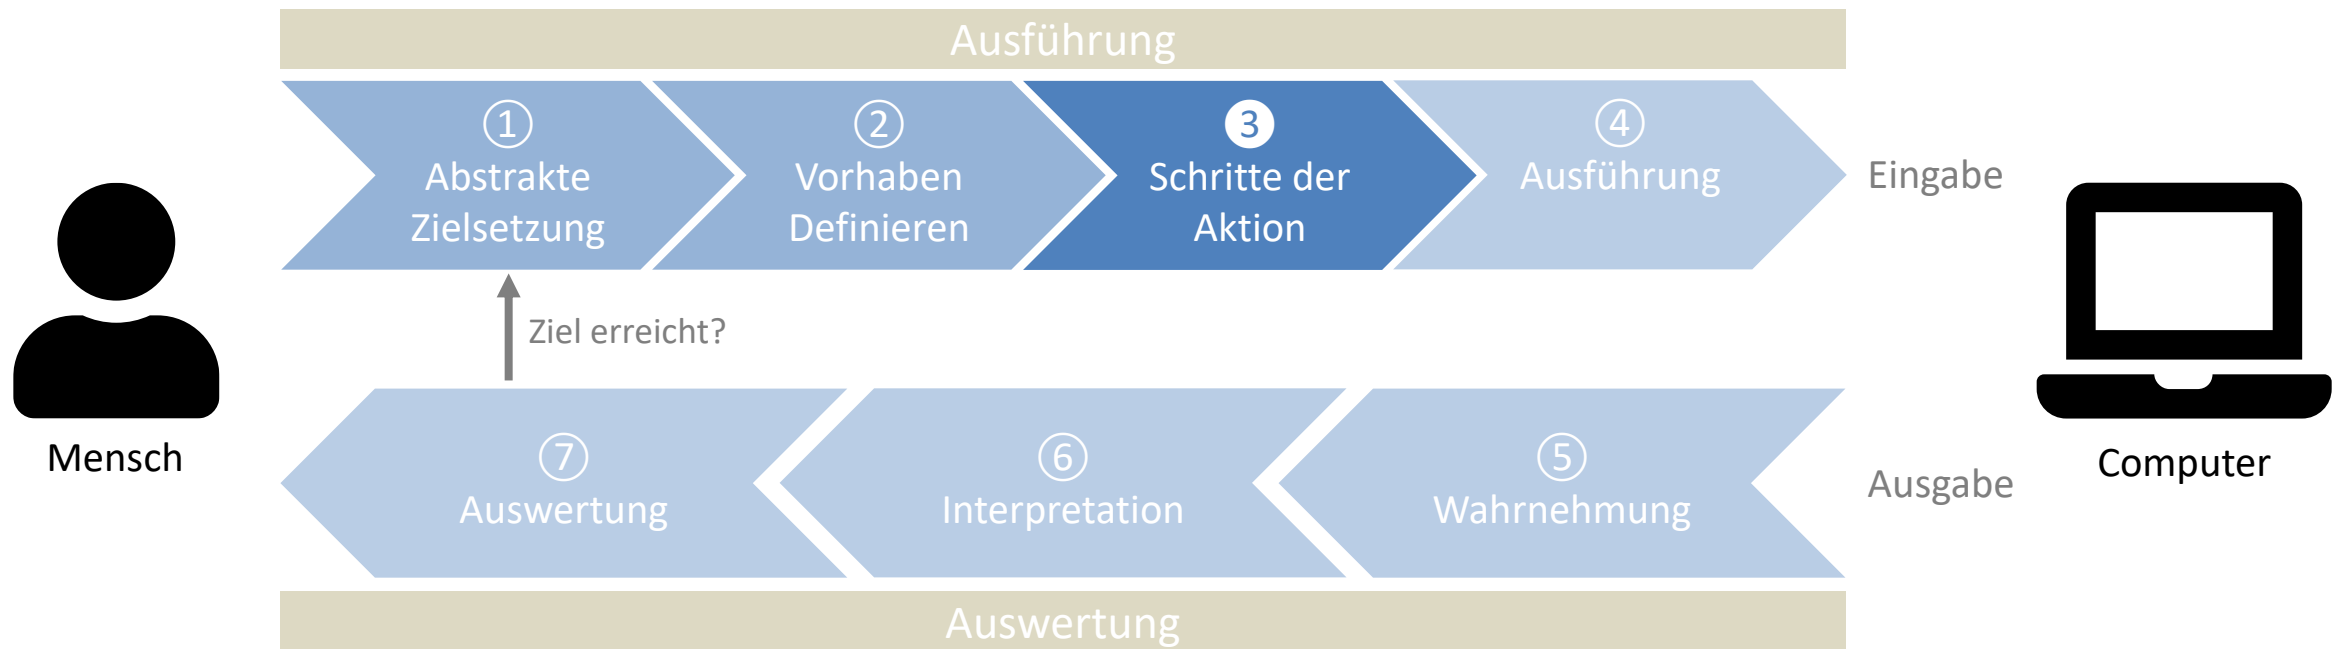 Ausführung
①
Abstrakte
Zielsetzung
②
Vorhaben
Definieren
❸
Schritte der
Aktion
④
Ausführung
Eingabe
Ziel erreicht?
Mensch
⑦
Auswertung
⑥
Interpretation
⑤
Wahrnehmung
Ausgabe
Computer
Auswertung